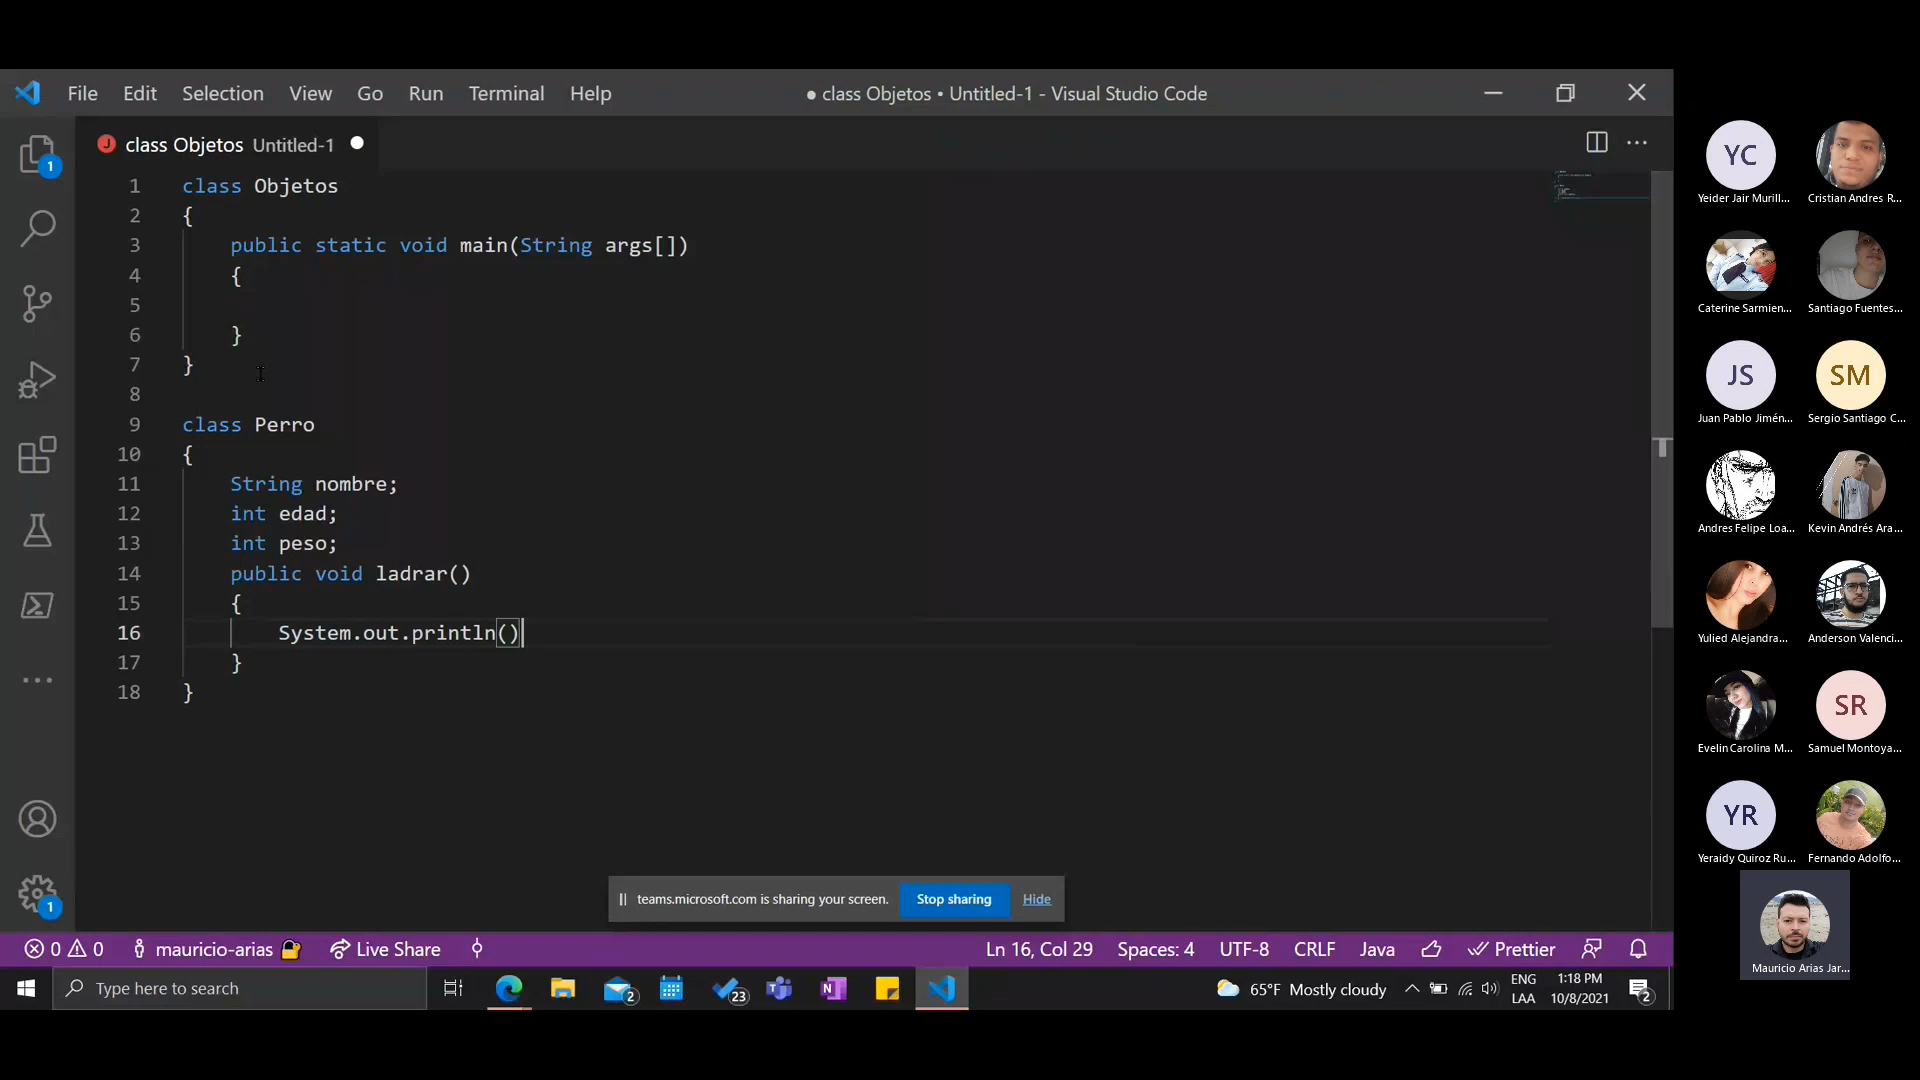 File Edit Selection View Go Run Terminal Help
● class Objetos • Untitled-1 - Visual Studio Code
class Objetos Untitled-1
1 class Objetos
2 {
3 public static void main(String args[])
4 {
5
6 }
7 }
8
9 class Perro
10 {
11 String nombre;
12 int edad;
13 int peso;
14 public void ladrar()
15 {
16 System.out.println()
17 }
18 }
teams.microsoft.com is sharing your screen. Stop sharing Hide
0 0 mauricio-arias Live Share Ln 16, Col 29 Spaces: 4 UTF-8 CRLF Java Prettier
Type here to search
2
23
65°F Mostly cloudy
ENG
LAA
1:18 PM
10/8/2021
2
1
1
YC
Yeider Jair Murill...
Cristian Andres R...
Caterine Sarmien...
Santiago Fuentes...
JS
Juan Pablo Jimén...
SM
Sergio Santiago C...
Andres Felipe Loa...
Kevin Andrés Ara...
Yulied Alejandra...
Anderson Valenci...
Evelin Carolina M...
SR
Samuel Montoya...
YR
Yeraidy Quiroz Ru...
Fernando Adolfo...
Mauricio Arias Jar...